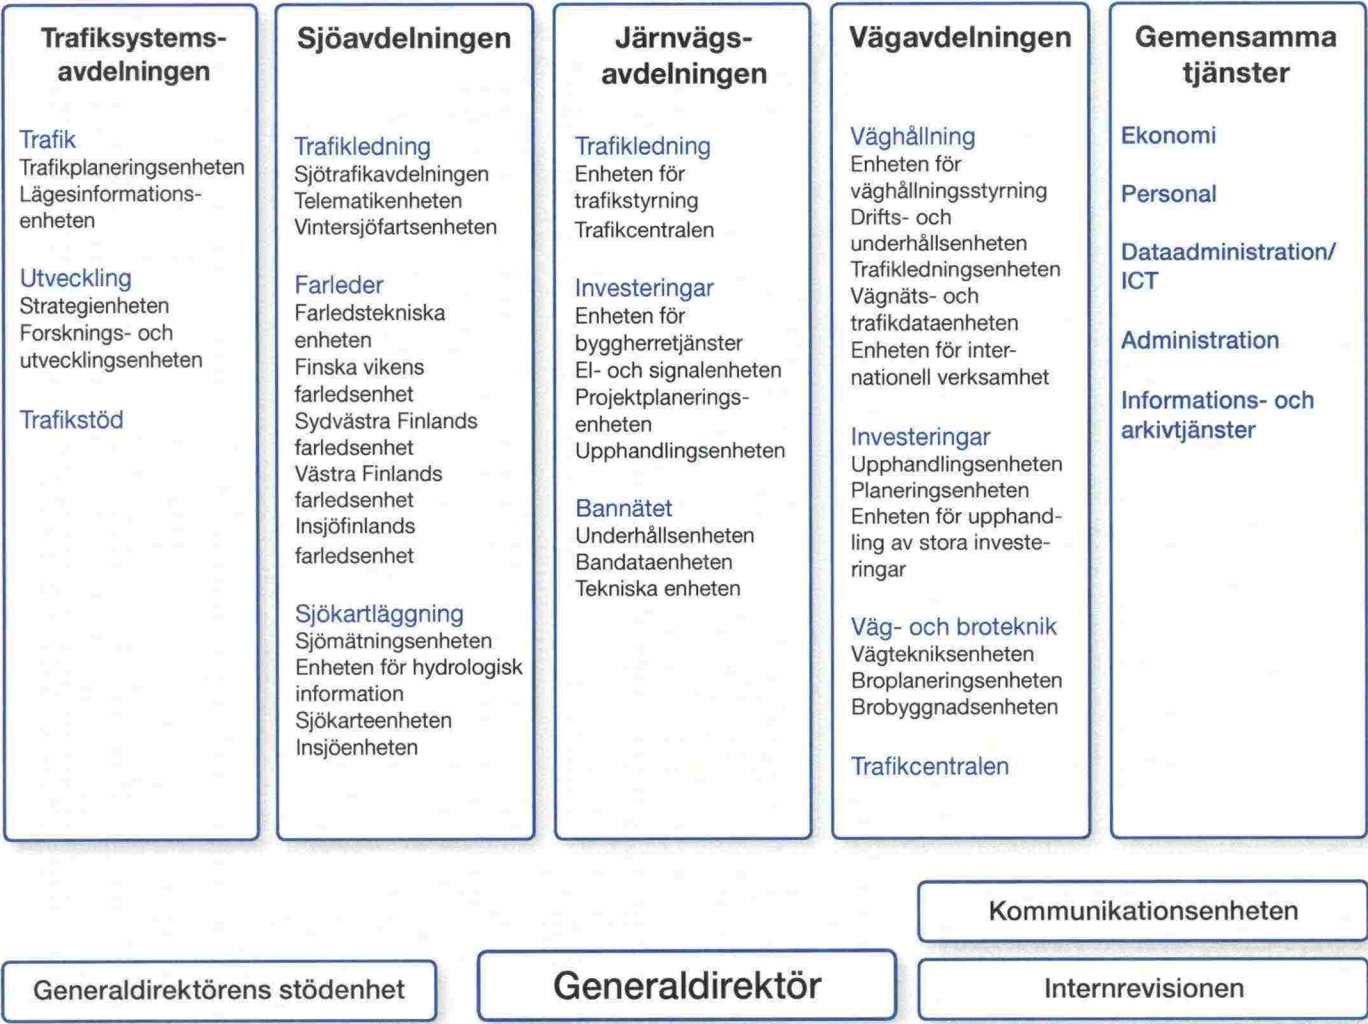 Trafiksystems-
avdelningen
Trafik
Trafikplaneringsenheten
Lägesinformations-
enheten
Utveckling
Strategienheten
Forsknings- och
utvecklingsenheten
Trafikstöd
Sjöavdelningen
Trafikledning
Sjötrafikavdelningen
Telematikenheten
Vintersjöfartsenheten
Farleder
Farledstekniska
enheten
Finska vikens
farledsenhet
Sydvästra Finlands
farledsenhet
Västra Finlands
farledsenhet
Insjöfinlands
farledsenhet
Sjökartläggning
Sjömätningsenheten
Enheten för hydrologisk
information
Sjökarteenheten
Insjöenheten
Järnvägs-
avdelningen
Trafikledning
Enheten för
trafikstyrning
Trafikcentralen
Investeringar
Enheten för
byggherretjänster
El- och signalenheten
Projektplanerings-
enheten
Upphandlingsenheten
Bannätet
Underhållsenheten
Bandataenheten
Tekniska enheten
Vägavdelningen
Väghållning
Enheten för
väghållningsstyrning
Drifts- och
underhållsenheten
Trafikledningsenheten
Vägnäts- och
trafikdataenheten
Enheten för inter-
nationell verksamhet
Investeringar
Upphandlingsenheten
Planeringsenheten
Enheten för upphand-
ling av stora investe-
ringar
Väg- och broteknik
Vägtekniksenheten
Broplaneringsenheten
Brobyggnadsenheten
Trafikcentralen
Gemensamma
tjänster
Ekonomi
Personal
Dataadministration/
ICT
Administration
Informations- och
arkivtjänster
Kommunikationsenheten
Generaldirektörens stödenhet
Generaldirektör
Internrevisionen